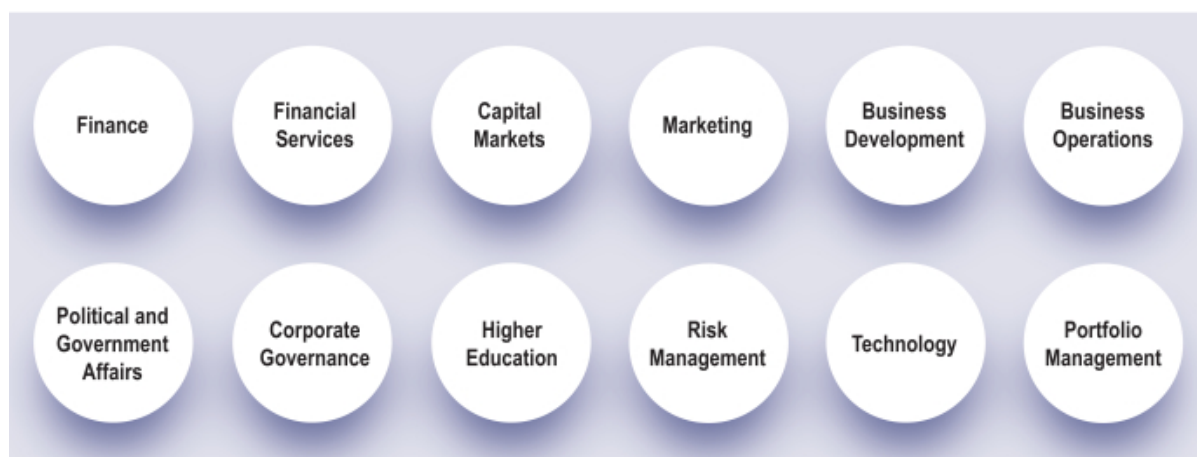 Finance
Financial
Services
Capital
Markets
Marketing
Business
Development
Business
Operations
Political and
Government
Affairs
Corporate
Governance
Higher
Education
Risk
Management
Technology
Portfolio
Management